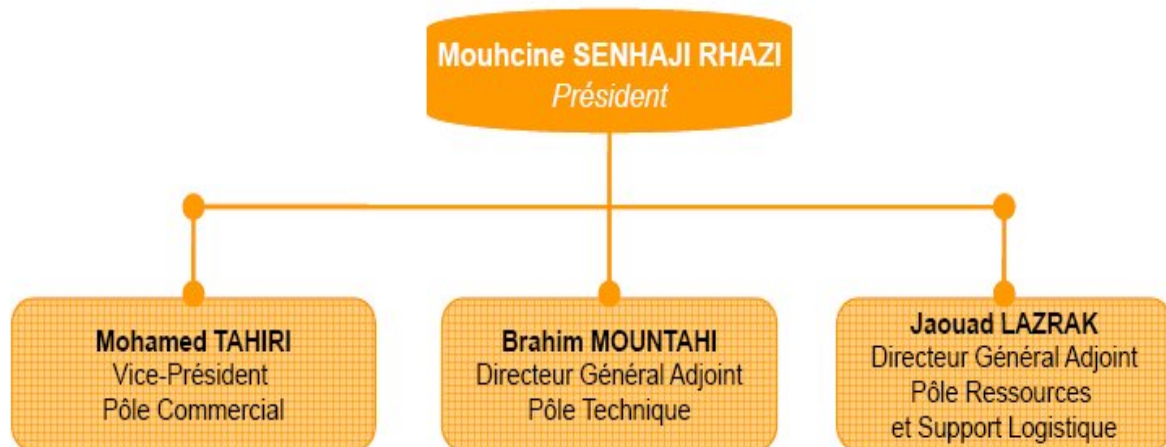 Mouhcine SENHAJI RHAZI
Président
Mohamed TAHIRI
Vice-Président
Pôle Commercial
Brahim MOUNTAHI
Directeur Général Adjoint
Pôle Technique
Jaouad LAZRAK
Directeur Général Adjoint
Pôle Ressources
et Support Logistique